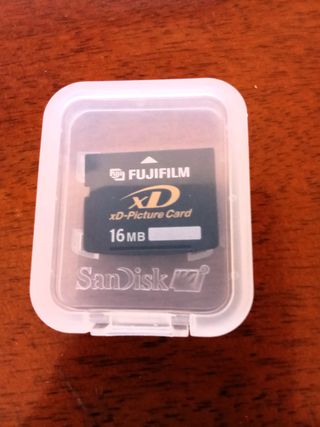 FUJIFILM
xD
xD-Picture Card
16MB
SanDisk